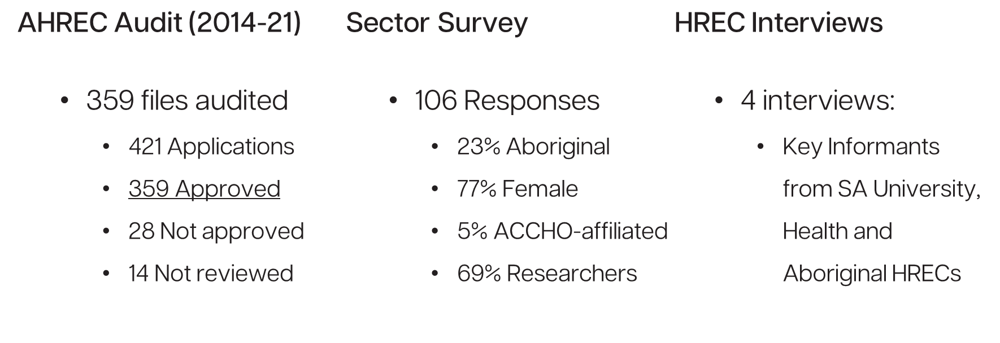 AHREC Audit (2014-21)
• 359 files audited
• 421 Applications
• 359 Approved
• 28 Not approved
• 14 Not reviewed
Sector Survey
• 106 Responses
• 23% Aboriginal
• 77% Female
• 5% ACCHO-affiliated
• 69% Researchers
HREC Interviews
• 4 interviews:
• Key Informants
from SA University,
Health and
Aboriginal HRECs